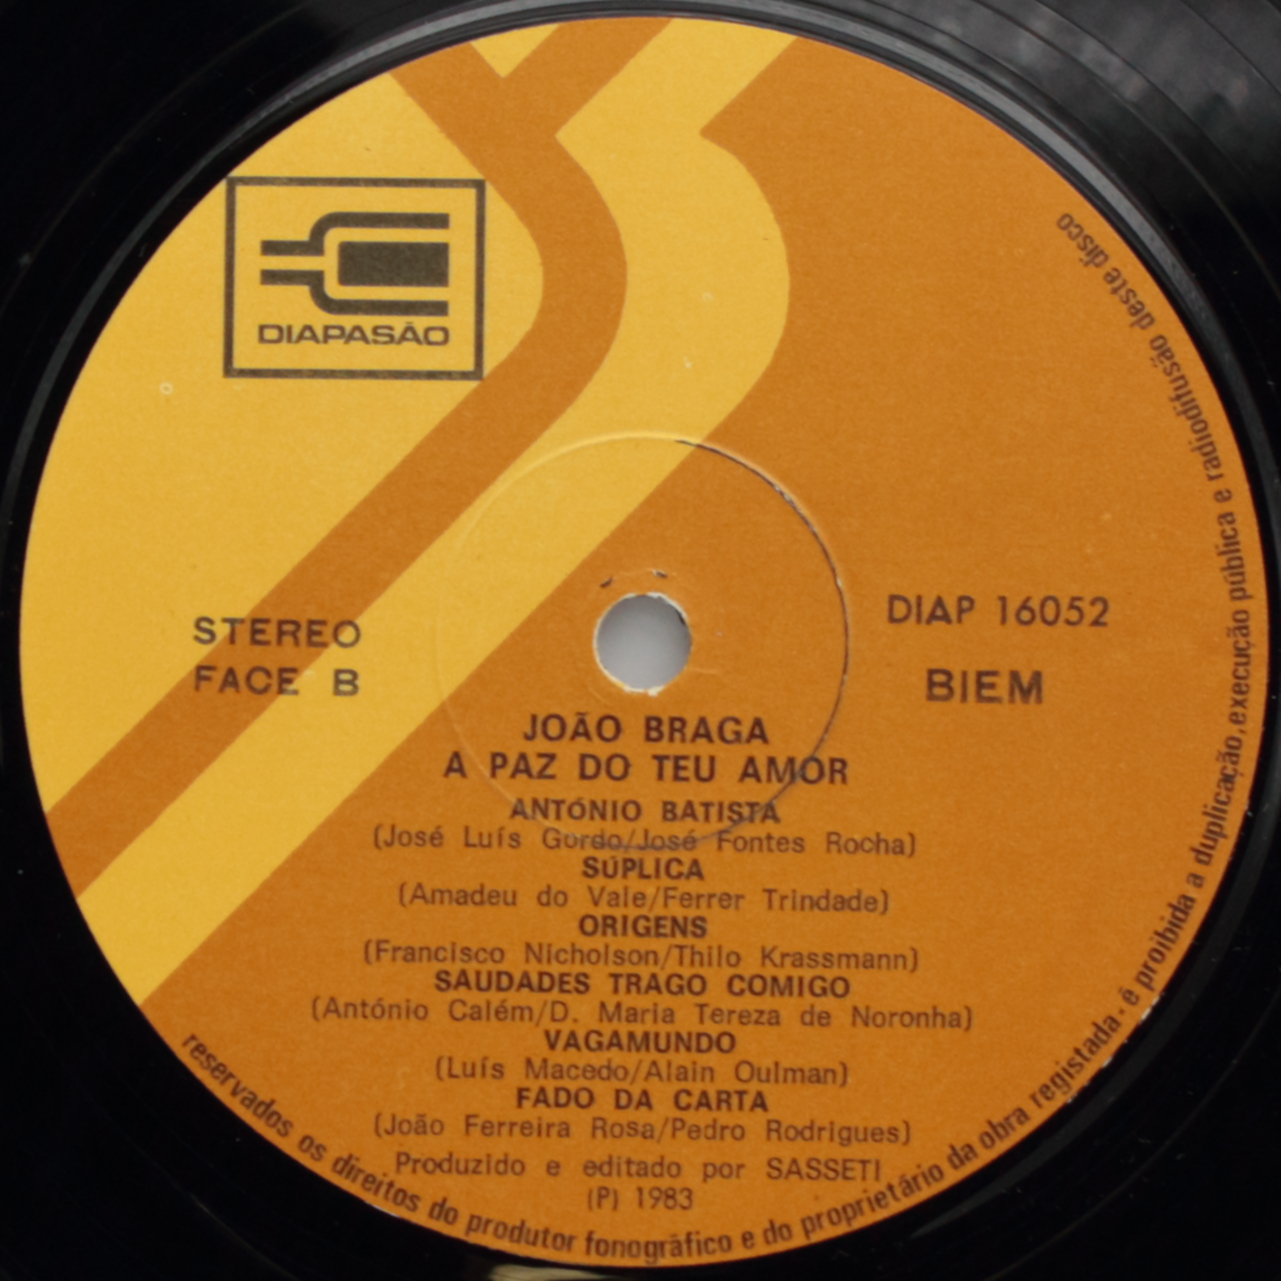 DIAPASÃO
STEREO
FACE B
DIAP 16052
BIEM
JOÃO BRAGA
A PAZ DO TEU AMOR
ANTÓNIO BATISTA
(José Luís Gordo/José Fontes Rocha)
SÚPLICA
(Amadeu do Vale/Ferrer Trindade)
ORIGENS
(Francisco Nicholson/Thilo Krassmann)
SAUDADES TRAGO COMIGO
(António Calém/D. Maria Tereza de Noronha)
VAGAMUNDO
(Luís Macedo/Alain Oulman)
FADO DA CARTA
(João Ferreira Rosa/Pedro Rodrigues)
Produzido e editado por SASSETI
(P) 1983
reservados os direitos do produtor fonográfico e do proprietário da obra registada - é proibida a duplicação, execução pública e radiodifusão deste disco